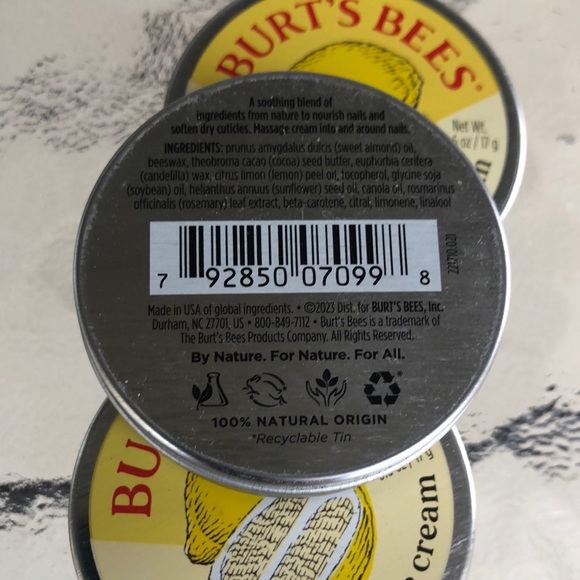 BURT'S BEES®
Net Wt.
oz / 17 g
A soothing blend of
ingredients from nature to nourish nails and
soften dry cuticles. Massage cream into and around nails.
INGREDIENTS: prunus amygdalus dulcis (sweet almond) oil,
beeswax, theobroma cacao (cocoa) seed butter, euphorbia cerifera
(candelilla) wax, citrus limon (lemon) peel oil, tocopherol, glycine soja
(soybean) oil, helianthus annuus (sunflower) seed oil, canola oil, rosmarinus
officinalis (rosemary) leaf extract, beta-carotene, citral, limonene, linalool
7 92850 07099 8
221710.021
Made in USA of global ingredients. • ©2023 Dist. for BURT'S BEES, Inc.
Durham, NC 27701, US • 800-849-7112 • Burt's Bees is a trademark of
The Burt's Bees Products Company. All Rights Reserved.
By Nature. For Nature. For All.
100% NATURAL ORIGIN
*Recyclable Tin
BU
cream